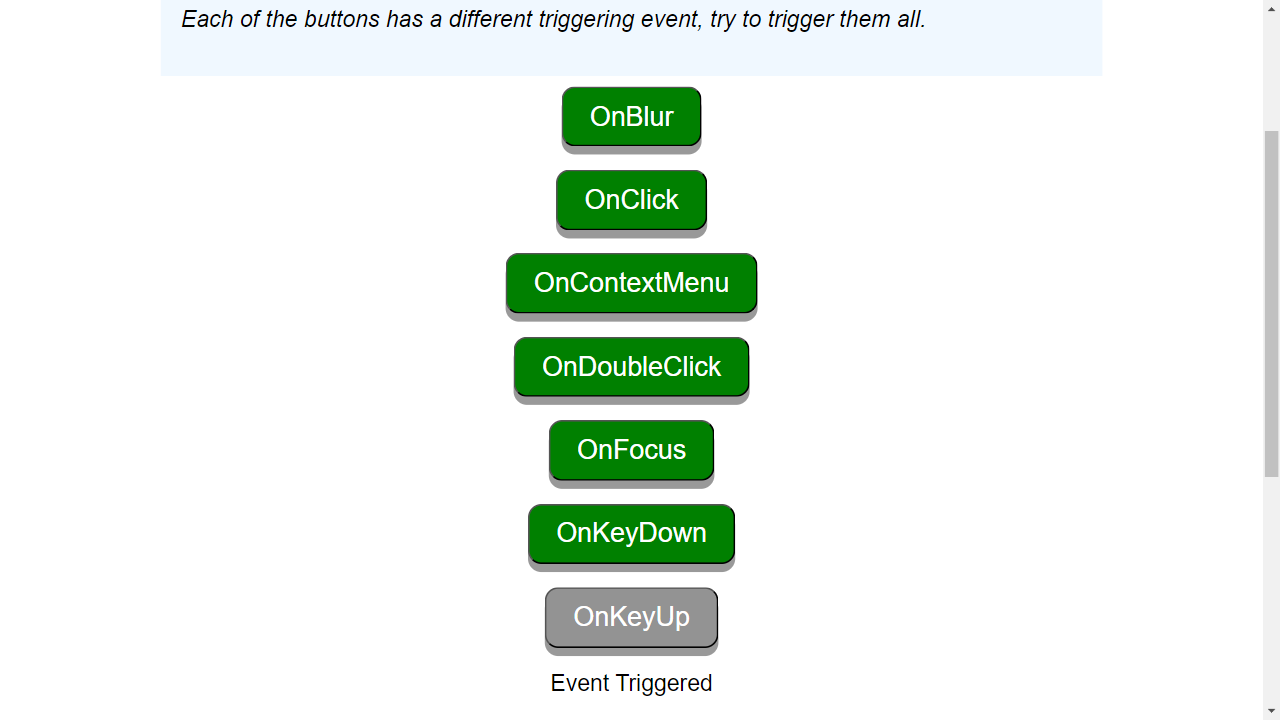 Each of the buttons has a different triggering event, try to trigger them all.
OnBlur
OnClick
OnContextMenu
OnDoubleClick
OnFocus
OnKeyDown
OnKeyUp
Event Triggered